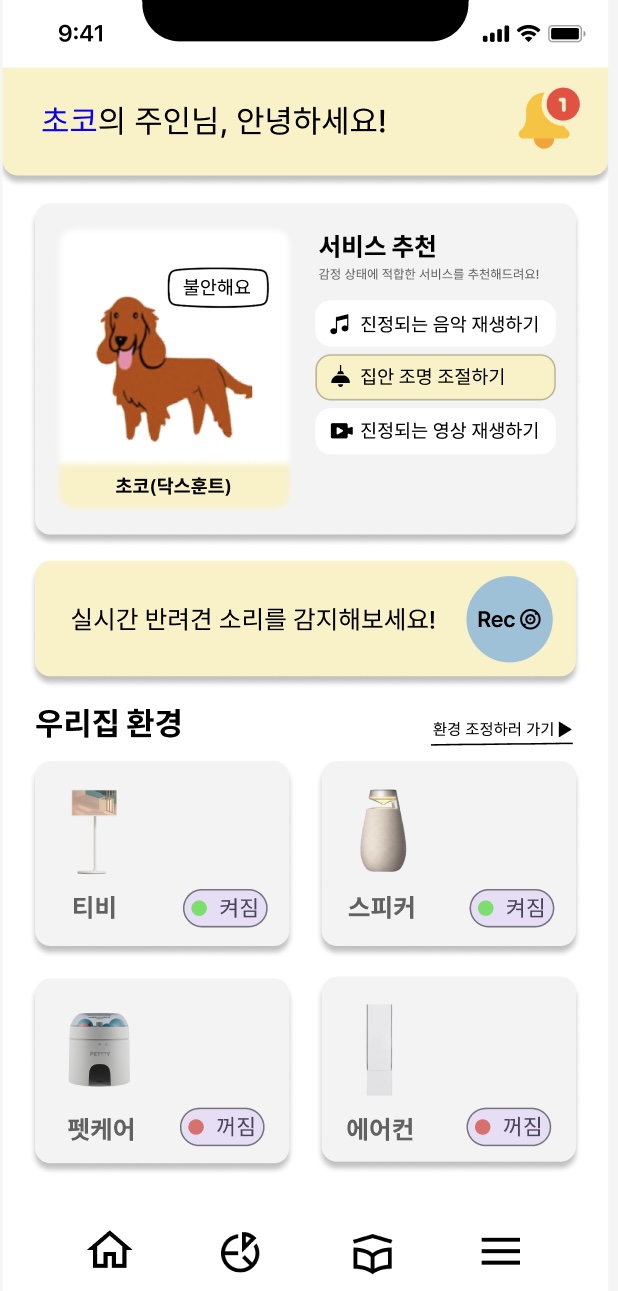 9:41
초코의 주인님, 안녕하세요!
1
서비스 추천
감정 상태에 적합한 서비스를 추천해드려요!
불안해요
진정되는 음악 재생하기
집안 조명 조절하기
진정되는 영상 재생하기
초코(닥스훈트)
실시간 반려견 소리를 감지해보세요!
Rec
우리집 환경
환경 조정하러 가기
티비
켜짐
스피커
켜짐
펫케어
꺼짐
에어컨
꺼짐